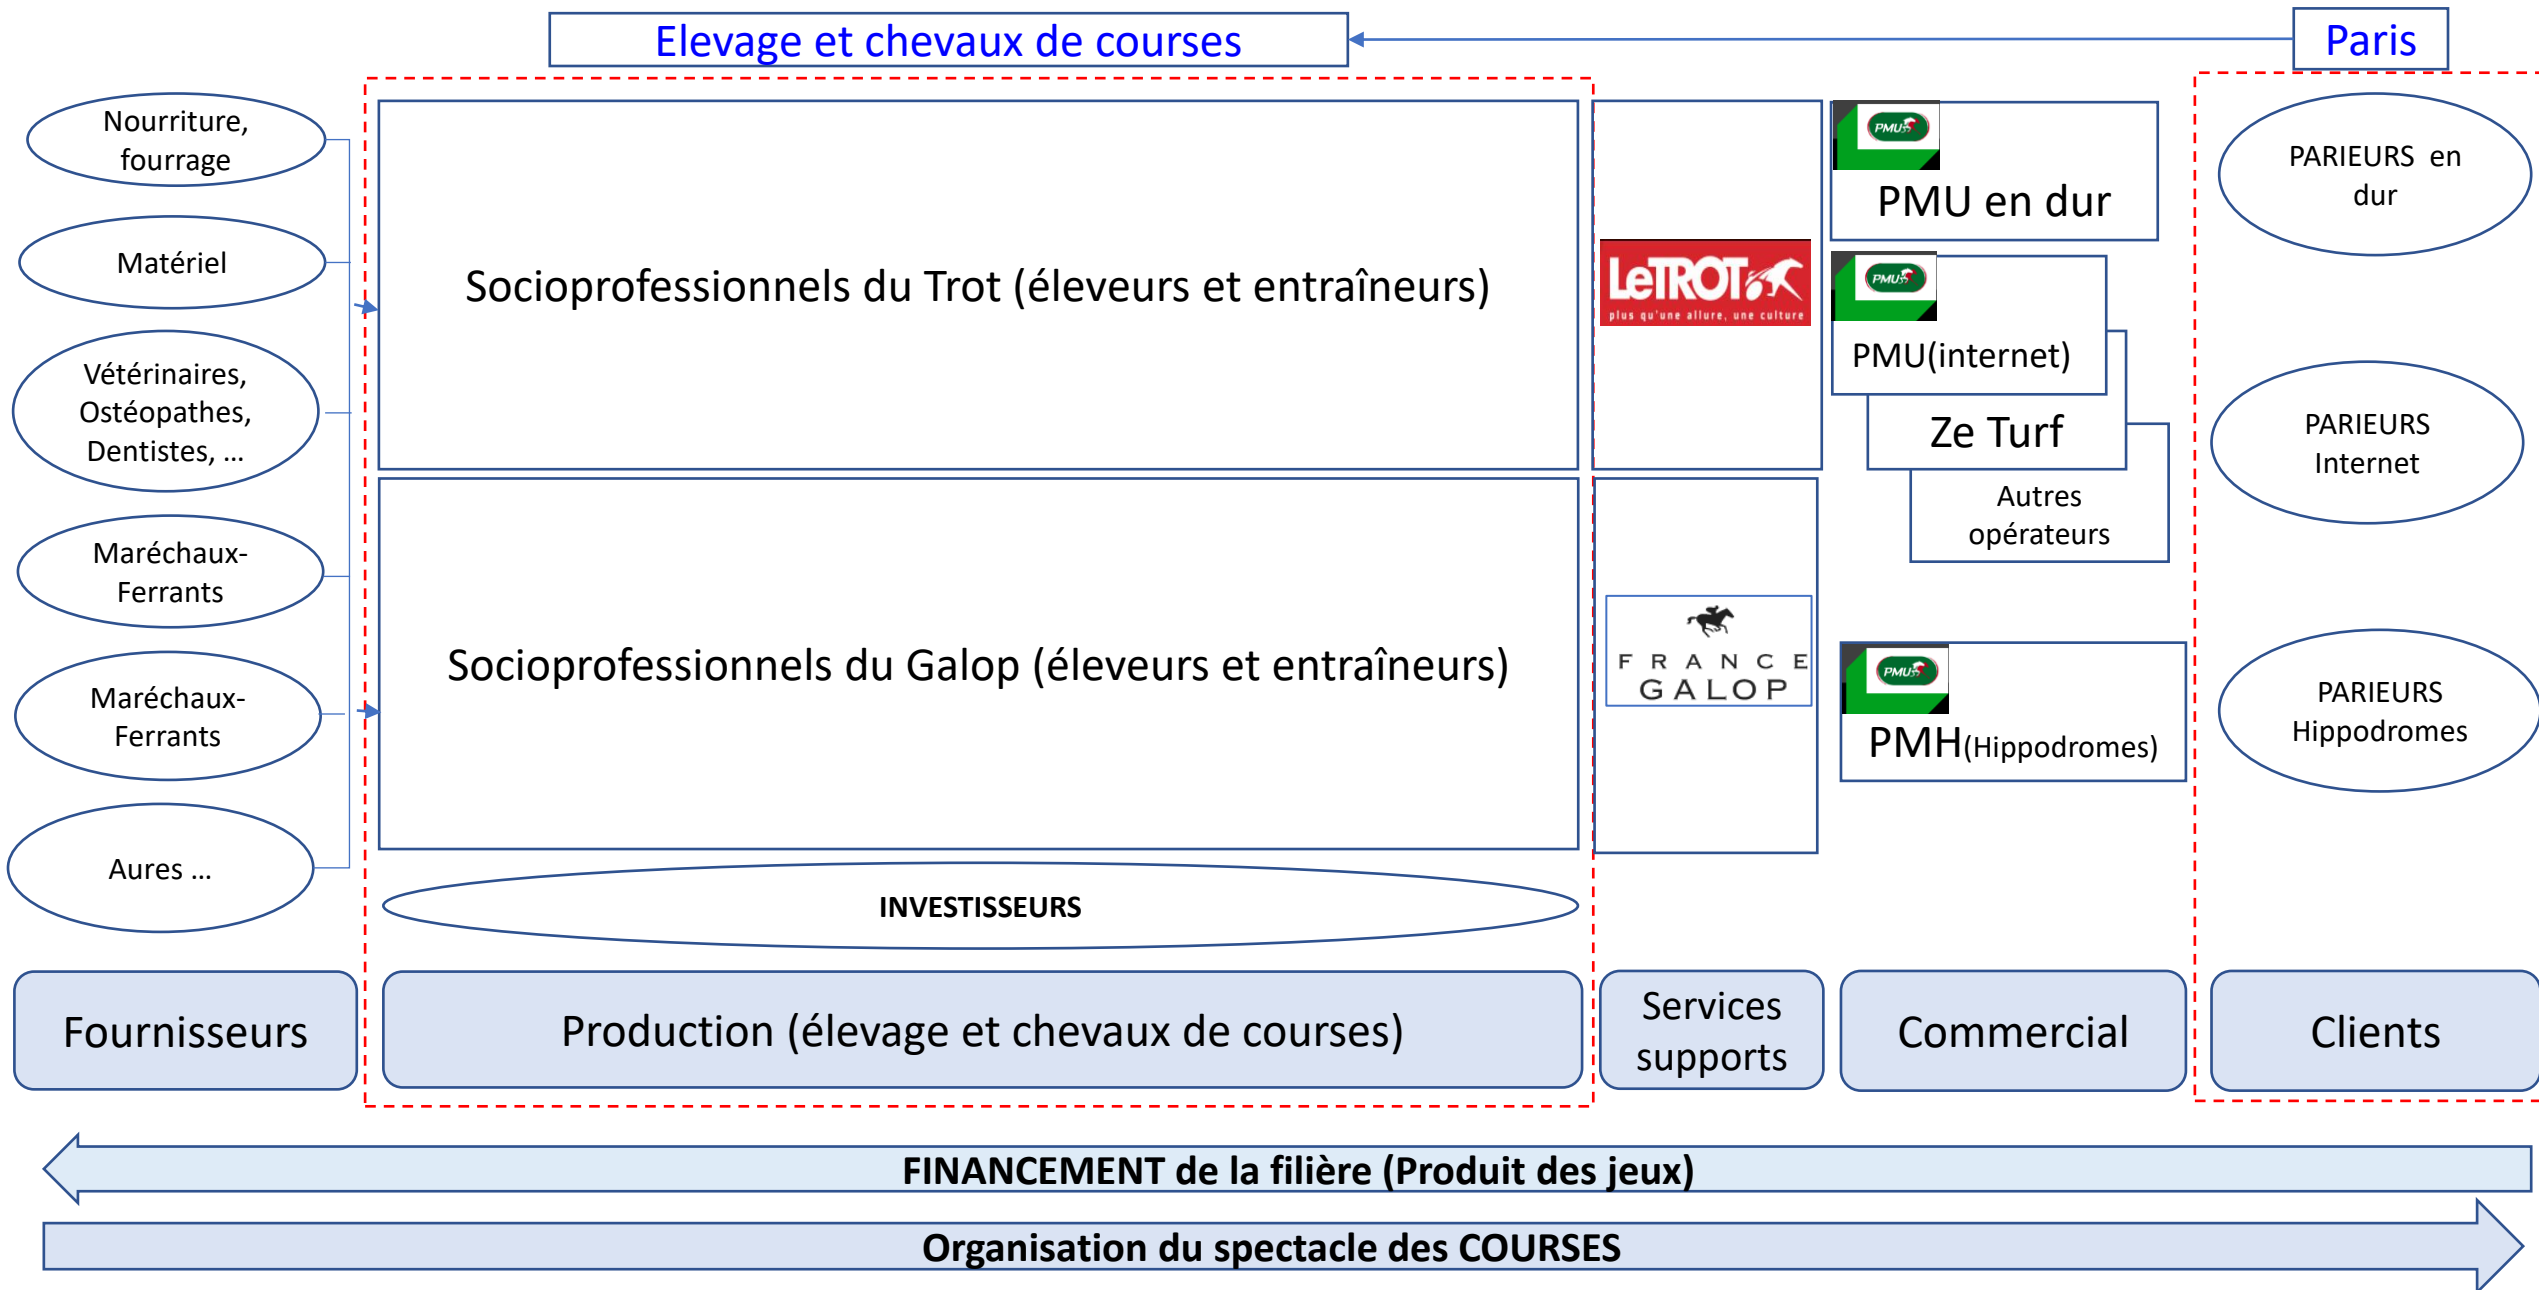 Elevage et chevaux de courses
Paris
Nourriture,
fourrage
Matériel
Vétérinaires,
Ostéopathes,
Dentistes, ...
Maréchaux-
Ferrants
Maréchaux-
Ferrants
Aures ...
Socioprofessionnels du Trot (éleveurs et entraîneurs)
Socioprofessionnels du Galop (éleveurs et entraîneurs)
INVESTISSEURS
LeTROT
plus qu'une allure, une culture
FRANCE
GALOP
PMU
PMU en dur
PMU
PMU(internet)
Ze Turf
Autres
opérateurs
PMU
PMH(Hippodromes)
PARIEURS en
dur
PARIEURS
Internet
PARIEURS
Hippodromes
Fournisseurs
Production (élevage et chevaux de courses)
Services
supports
Commercial
Clients
FINANCEMENT de la filière (Produit des jeux)
Organisation du spectacle des COURSES